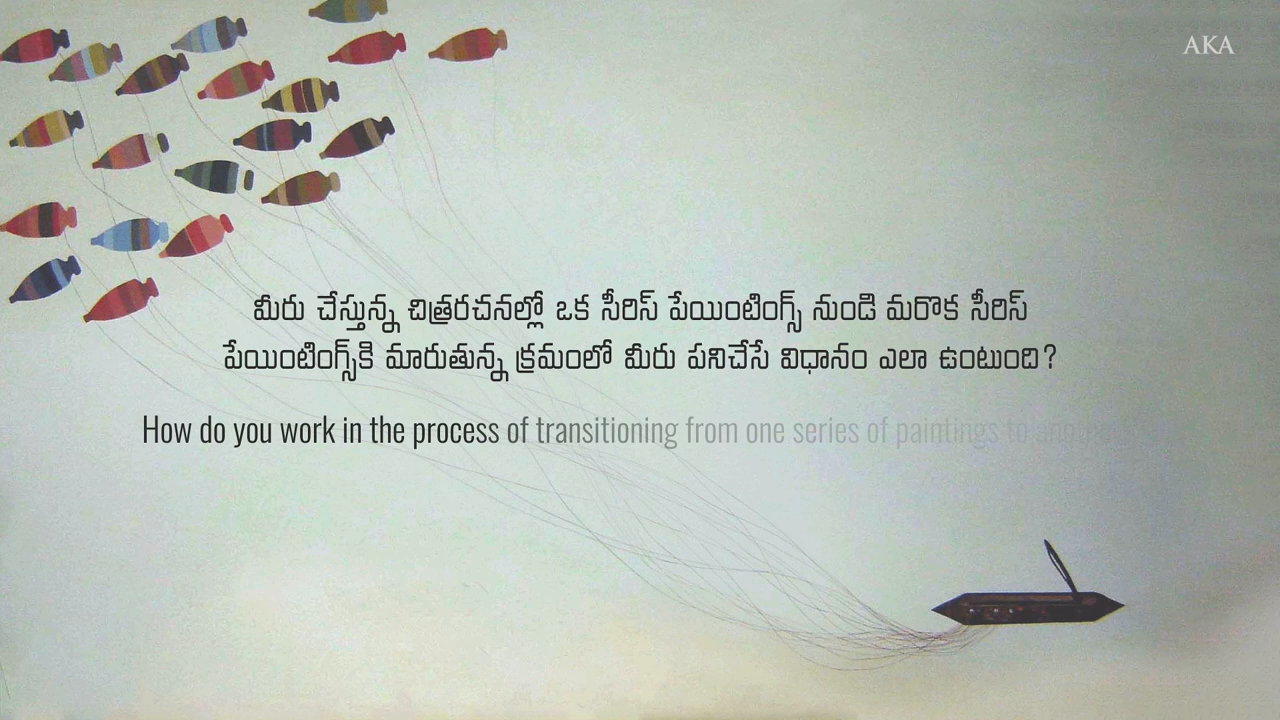 AKA
మీరు చేస్తున్న చిత్రరచనల్లో ఒక సీరిస్ పేయింటింగ్స్ నుండి మరొక సీరిస్
పేయింటింగ్స్‌కి మారుతున్న క్రమంలో మీరు పనిచేసే విధానం ఎలా ఉంటుంది?
How do you work in the process of transitioning from one series of paintings to